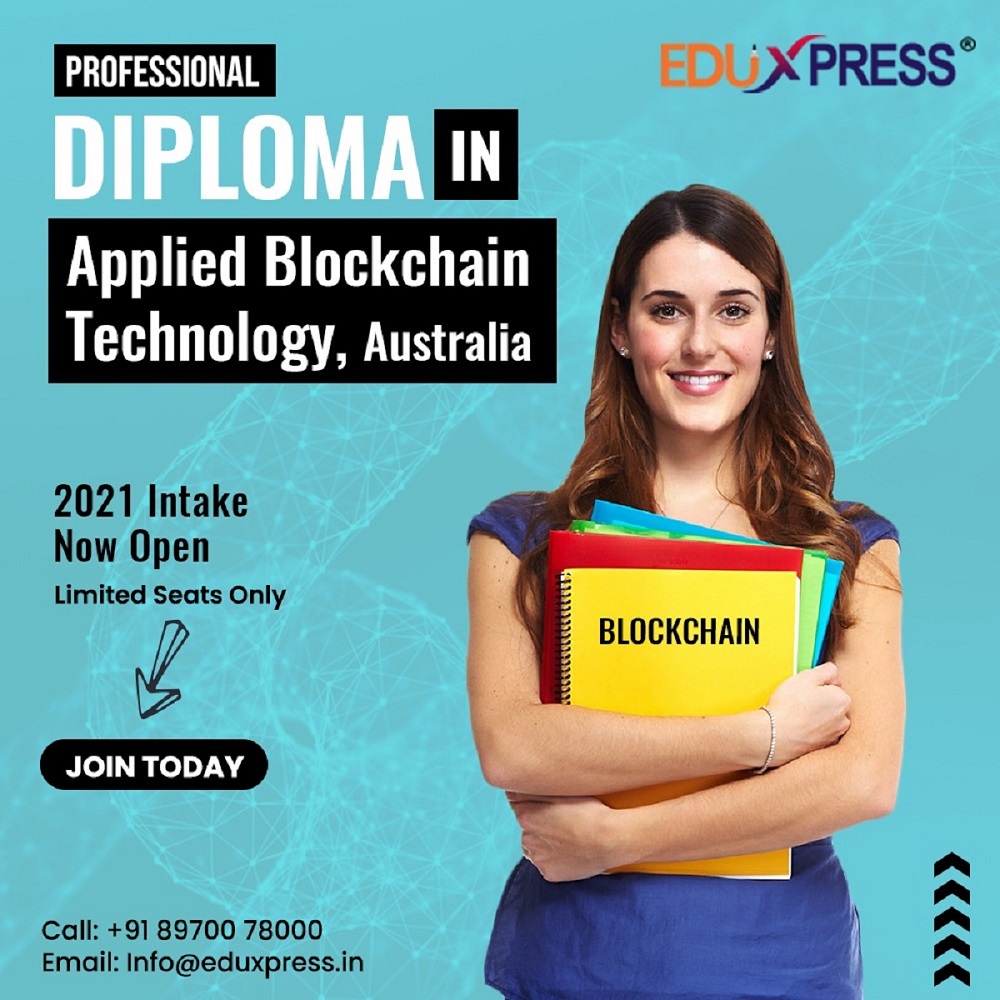 PROFESSIONAL
EDUXPRESS®
DIPLOMA IN
Applied Blockchain
Technology, Australia
2021 Intake
Now Open
Limited Seats Only
BLOCKCHAIN
JOIN TODAY
Call: +91 89700 78000
Email: Info@eduxpress.in